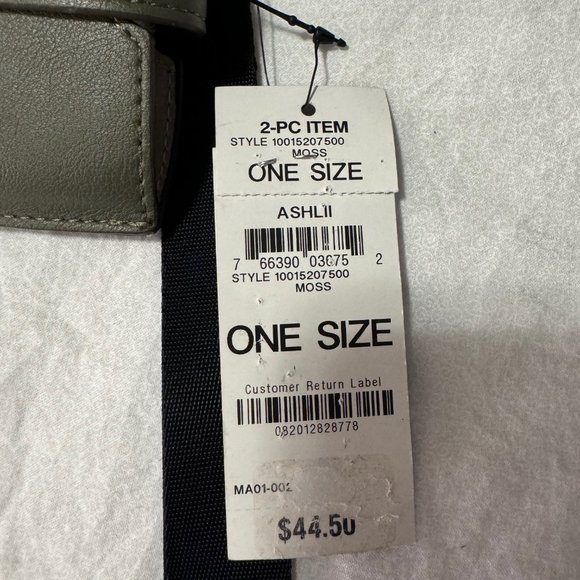 2-PC ITEM
STYLE 10015207500
MOSS
ONE SIZE
ASHLII
7 66390 03675 2
STYLE 10015207500
MOSS
ONE SIZE
Customer Return Label
082012828778
MA01-002
$44.50